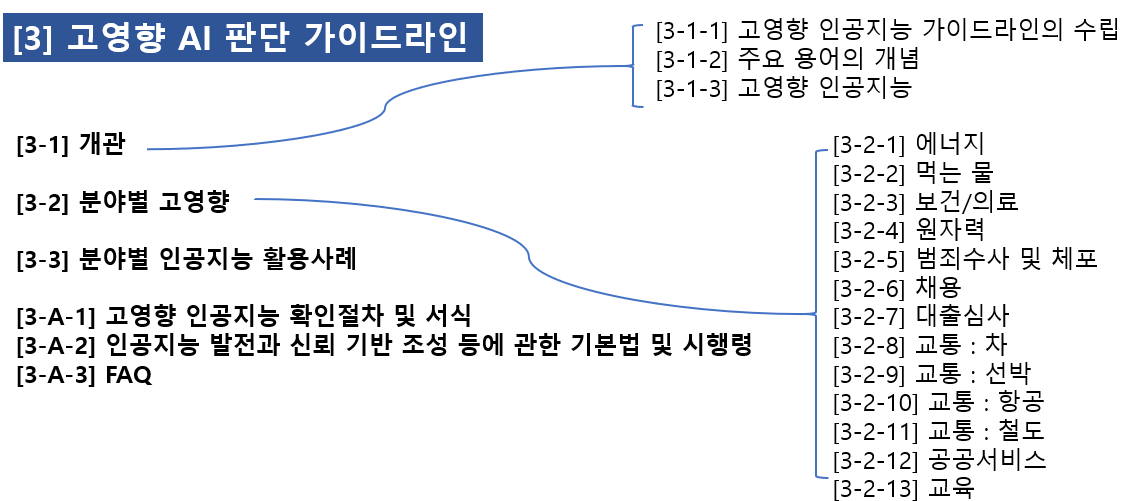 [3] 고영향 AI 판단 가이드라인
[3-1-1] 고영향 인공지능 가이드라인의 수립
[3-1-2] 주요 용어의 개념
[3-1-3] 고영향 인공지능
[3-1] 개관
[3-2] 분야별 고영향
[3-3] 분야별 인공지능 활용사례
[3-A-1] 고영향 인공지능 확인절차 및 서식
[3-A-2] 인공지능 발전과 신뢰 기반 조성 등에 관한 기본법 및 시행령
[3-A-3] FAQ
[3-2-1] 에너지
[3-2-2] 먹는 물
[3-2-3] 보건/의료
[3-2-4] 원자력
[3-2-5] 범죄수사 및 체포
[3-2-6] 채용
[3-2-7] 대출심사
[3-2-8] 교통 : 차
[3-2-9] 교통 : 선박
[3-2-10] 교통 : 항공
[3-2-11] 교통 : 철도
[3-2-12] 공공서비스
[3-2-13] 교육